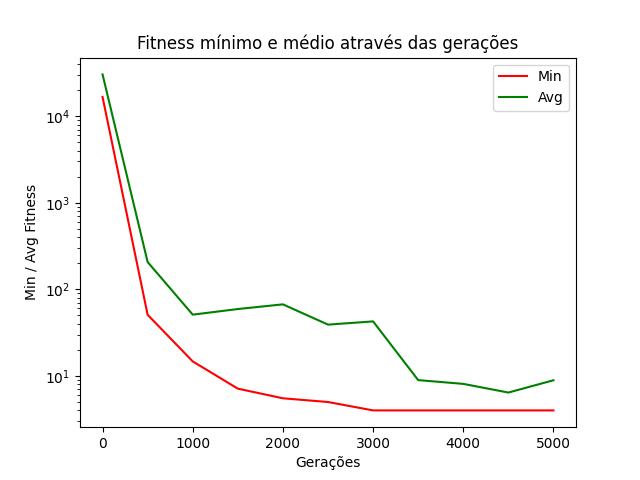 Fitness mínimo e médio através das gerações
Min
Avg
Min / Avg Fitness
10⁴
10³
10²
10¹
0 1000 2000 3000 4000 5000
Gerações